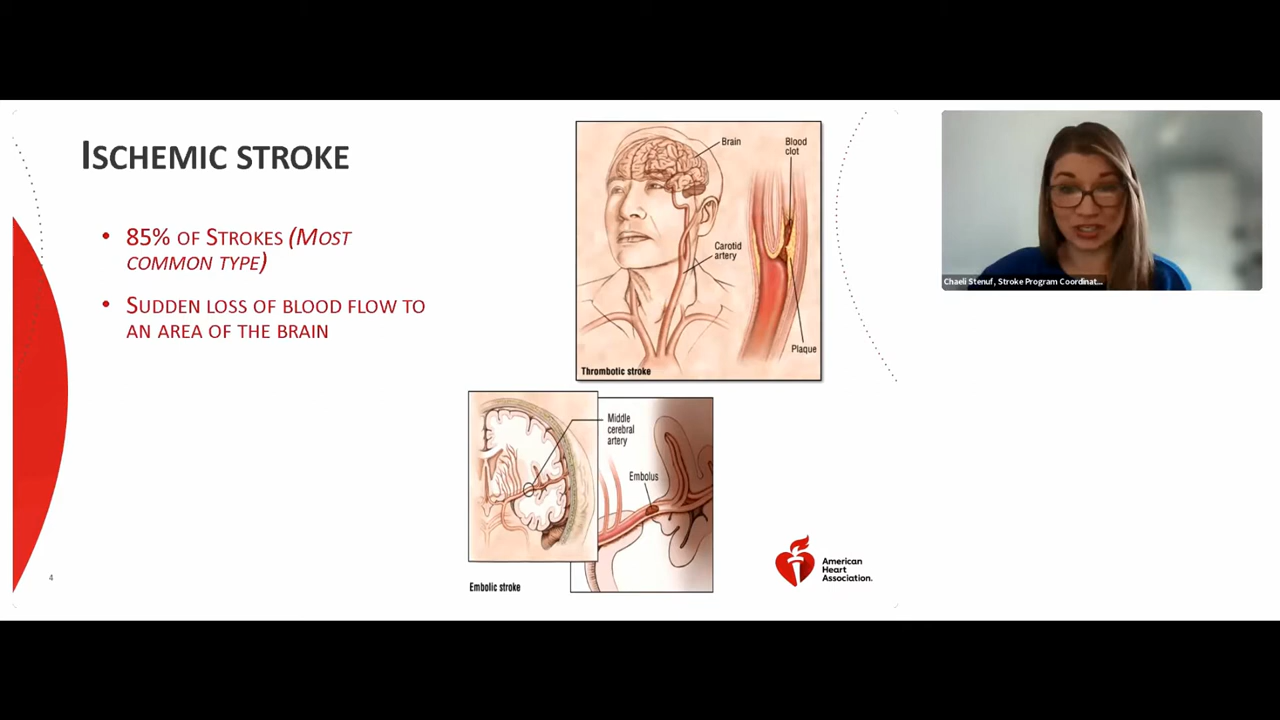 ISCHEMIC STROKE
• 85% OF STROKES (MOST
COMMON TYPE)
• SUDDEN LOSS OF BLOOD FLOW TO
AN AREA OF THE BRAIN
4
Brain
Blood
clot
Carotid
artery
Plaque
Thrombotic stroke
Middle
cerebral
artery
Embolus
Embolic stroke
American
Heart
Association.
Chaeli Stenuf, Stroke Program Coordinat...